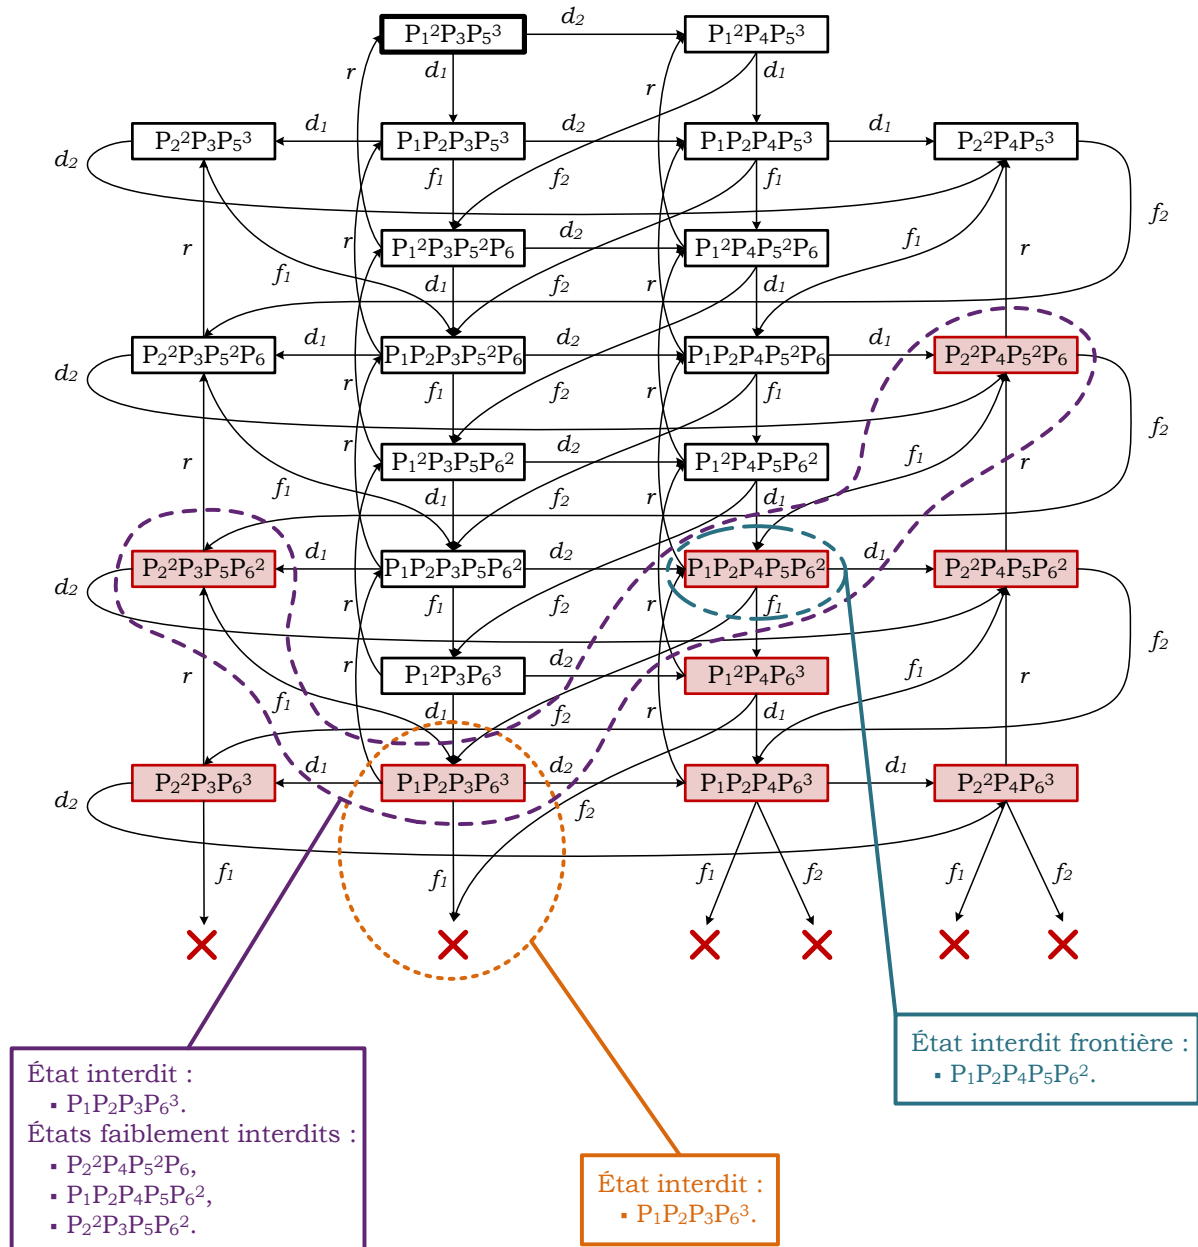 P₁²P₃P₅³ d₂ P₁²P₄P₅³
r d₁ r d₁
P₂²P₃P₅³ d₁ P₁P₂P₃P₅³ d₂ P₁P₂P₄P₅³ d₁ P₂²P₄P₅³
d₂ f₁ f₂ f₁ f₂
P₁²P₃P₅²P₆ d₂ P₁²P₄P₅²P₆
r f₁ r d₁ f₂ r d₁ f₁ r
P₂²P₃P₅²P₆ d₁ P₁P₂P₃P₅²P₆ d₂ P₁P₂P₄P₅²P₆ d₁ P₂²P₄P₅²P₆
d₂ r f₁ f₂ r f₁ f₂
P₁²P₃P₅P₆² d₂ P₁²P₄P₅P₆²
r f₁ r d₁ f₂ r d₁ f₁ r
P₂²P₃P₅P₆² d₁ P₁P₂P₃P₅P₆² d₂ P₁P₂P₄P₅P₆² d₁ P₂²P₄P₅P₆²
d₂ r f₁ f₂ r f₁ f₂
P₁²P₃P₆³ d₂ P₁²P₄P₆³
r f₁ r d₁ f₂ r d₁ f₁ r
P₂²P₃P₆³ d₁ P₁P₂P₃P₆³ d₂ P₁P₂P₄P₆³ d₁ P₂²P₄P₆³
d₂ f₂
f₁ f₁ f₁ f₂ f₁ f₂
État interdit :
▪ P₁P₂P₃P₆³.
États faiblement interdits :
▪ P₂²P₄P₅²P₆,
▪ P₁P₂P₄P₅P₆²,
▪ P₂²P₃P₅P₆².
État interdit :
▪ P₁P₂P₃P₆³.
État interdit frontière :
▪ P₁P₂P₄P₅P₆².